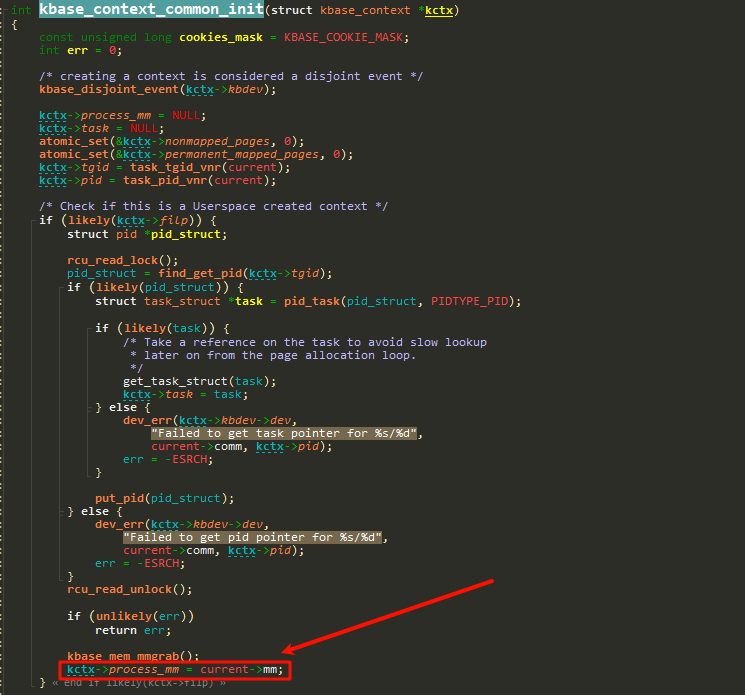 int kbase_context_common_init(struct kbase_context *kctx)
{
const unsigned long cookies_mask = KBASE_COOKIE_MASK;
int err = 0;
/* creating a context is considered a disjoint event */
kbase_disjoint_event(kctx->kbdev);
kctx->process_mm = NULL;
kctx->task = NULL;
atomic_set(&kctx->nonmapped_pages, 0);
atomic_set(&kctx->permanent_mapped_pages, 0);
kctx->tgid = task_tgid_vnr(current);
kctx->pid = task_pid_vnr(current);
/* Check if this is a Userspace created context */
if (likely(kctx->filp)) {
struct pid *pid_struct;
rcu_read_lock();
pid_struct = find_get_pid(kctx->tgid);
if (likely(pid_struct)) {
struct task_struct *task = pid_task(pid_struct, PIDTYPE_PID);
if (likely(task)) {
/* Take a reference on the task to avoid slow lookup
* later on from the page allocation loop.
*/
get_task_struct(task);
kctx->task = task;
} else {
dev_err(kctx->kbdev->dev,
"Failed to get task pointer for %s/%d",
current->comm, kctx->pid);
err = -ESRCH;
}
put_pid(pid_struct);
} else {
dev_err(kctx->kbdev->dev,
"Failed to get pid pointer for %s/%d",
current->comm, kctx->pid);
err = -ESRCH;
}
rcu_read_unlock();
if (unlikely(err))
return err;
kbase_mem_mmgrab();
kctx->process_mm = current->mm;
} « end if likely(kctx->filp) »